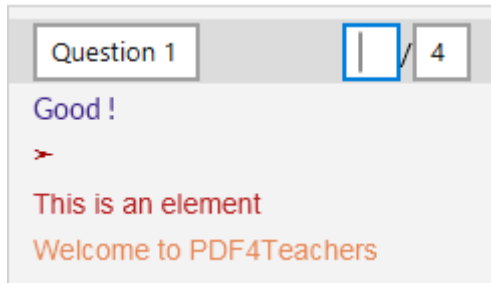 Question 1 / 4
Good !
➢
This is an element
Welcome to PDF4Teachers